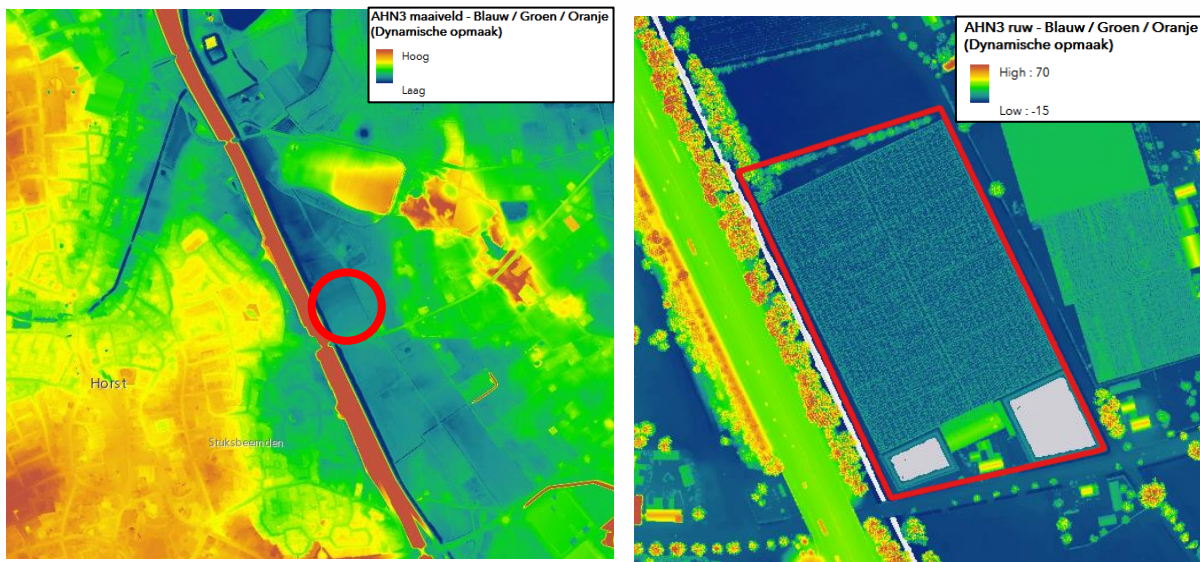 AHN3 maaiveld - Blauw / Groen / Oranje
(Dynamische opmaak)
Hoog
Laag
Horst
Stuksbeemden
AHN3 ruw - Blauw / Groen / Oranje
(Dynamische opmaak)
High : 70
Low : -15